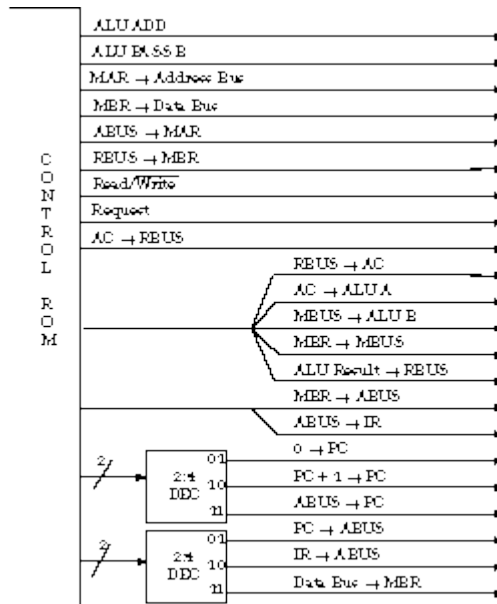 ALU ADD
ALU PASS B
MAR → Address Bus
MBR → Data Bus
ABUS → MAR
RBUS → MBR
Read/Write
Request
AC → RBUS
CONTROL ROM
RBUS → AC
AC → ALU A
MBUS → ALU B
MBR → MBUS
ALU Result → RBUS
MBR → ABUS
ABUS → IR
0 → PC
2
2:4
DEC
01
10
11
PC + 1 → PC
ABUS → PC
PC → ABUS
2
2:4
DEC
01
10
11
IR → ABUS
Data Bus → MBR